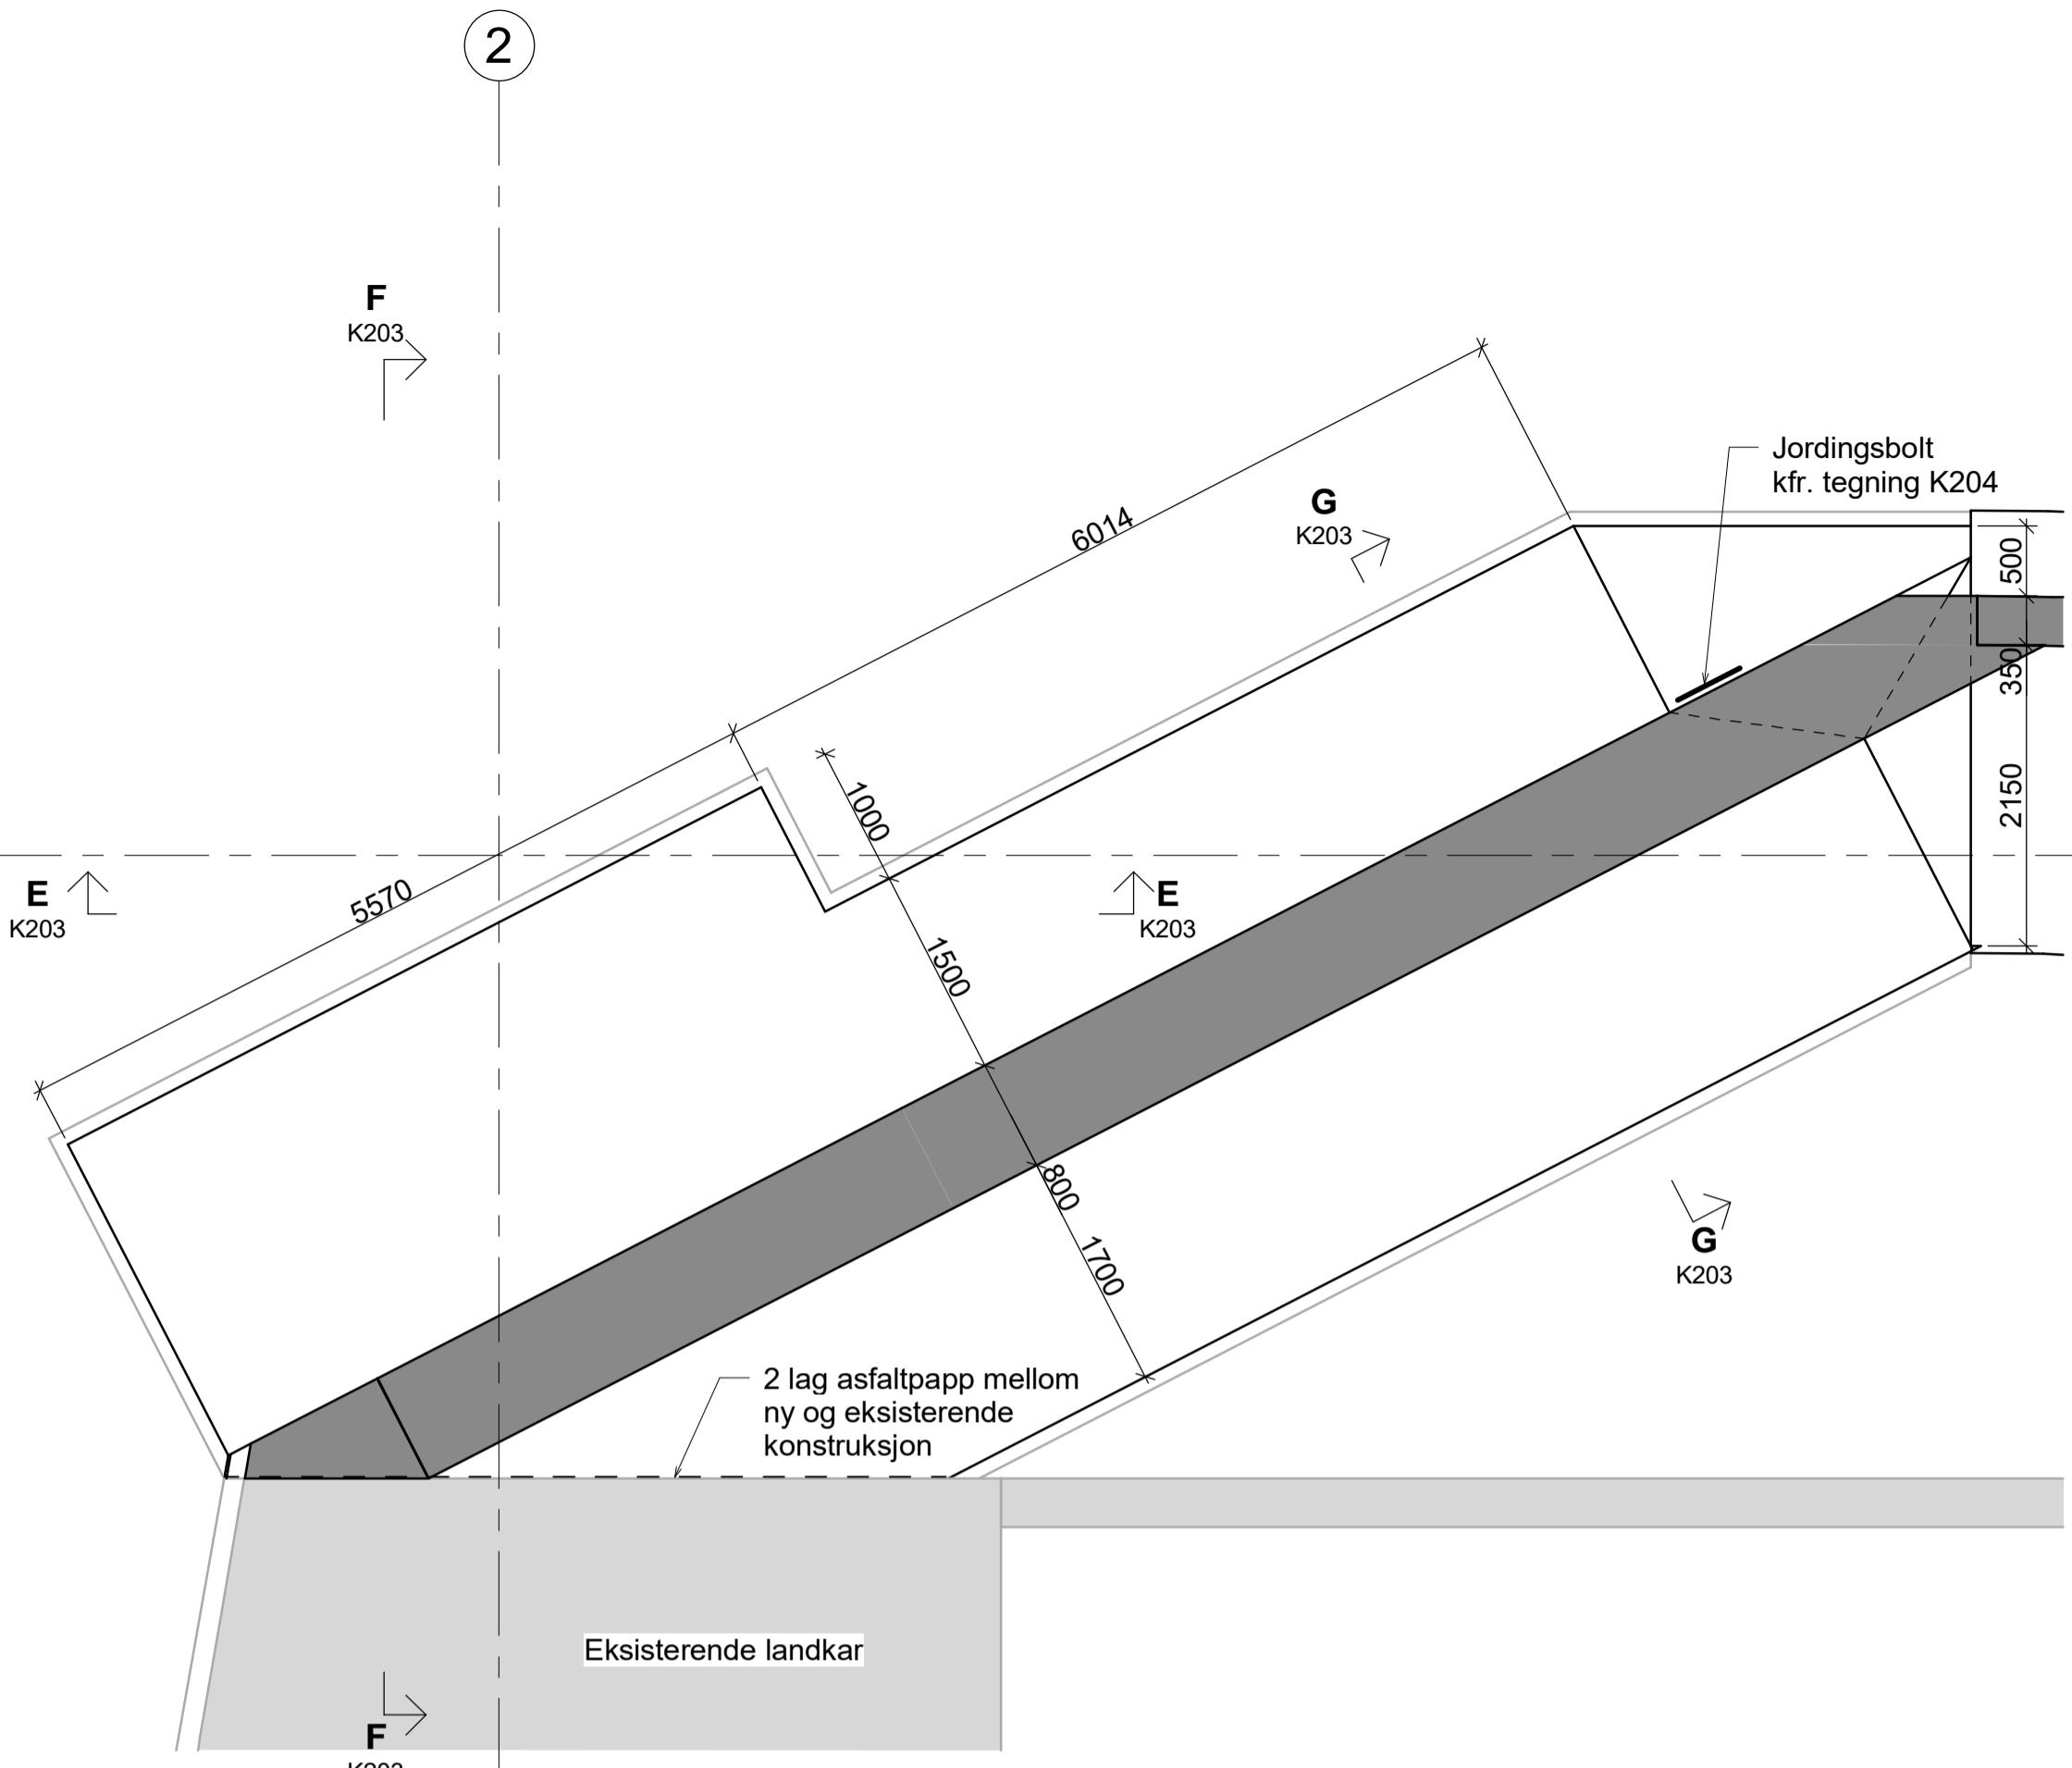 2
F
K203
6014
Jordingsbolt
kfr. tegning K204
G
K203
500
350
2150
1000
5570
E
K203
E
K203
1500
800
1700
G
K203
2 lag asfaltpapp mellom
ny og eksisterende
konstruksjon
Eksisterende landkar
F
K203